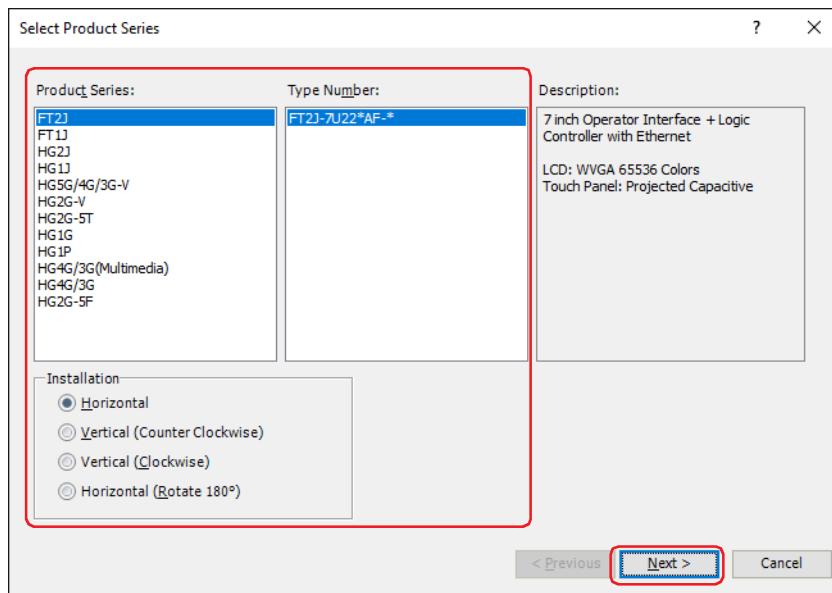 Select Product Series
?
Product Series:
FT2J
FT1J
HG2J
HG1J
HG5G/4G/3G-V
HG2G-V
HG2G-5T
HG1G
HG1P
HG4G/3G(Multimedia)
HG4G/3G
HG2G-5F
Type Number:
FT2J-7U22*AF-*
Description:
7 inch Operator Interface + Logic
Controller with Ethernet
LCD: WVGA 65536 Colors
Touch Panel: Projected Capacitive
Installation
Horizontal
Vertical (Counter Clockwise)
Vertical (Clockwise)
Horizontal (Rotate 180°)
< Previous
Next >
Cancel